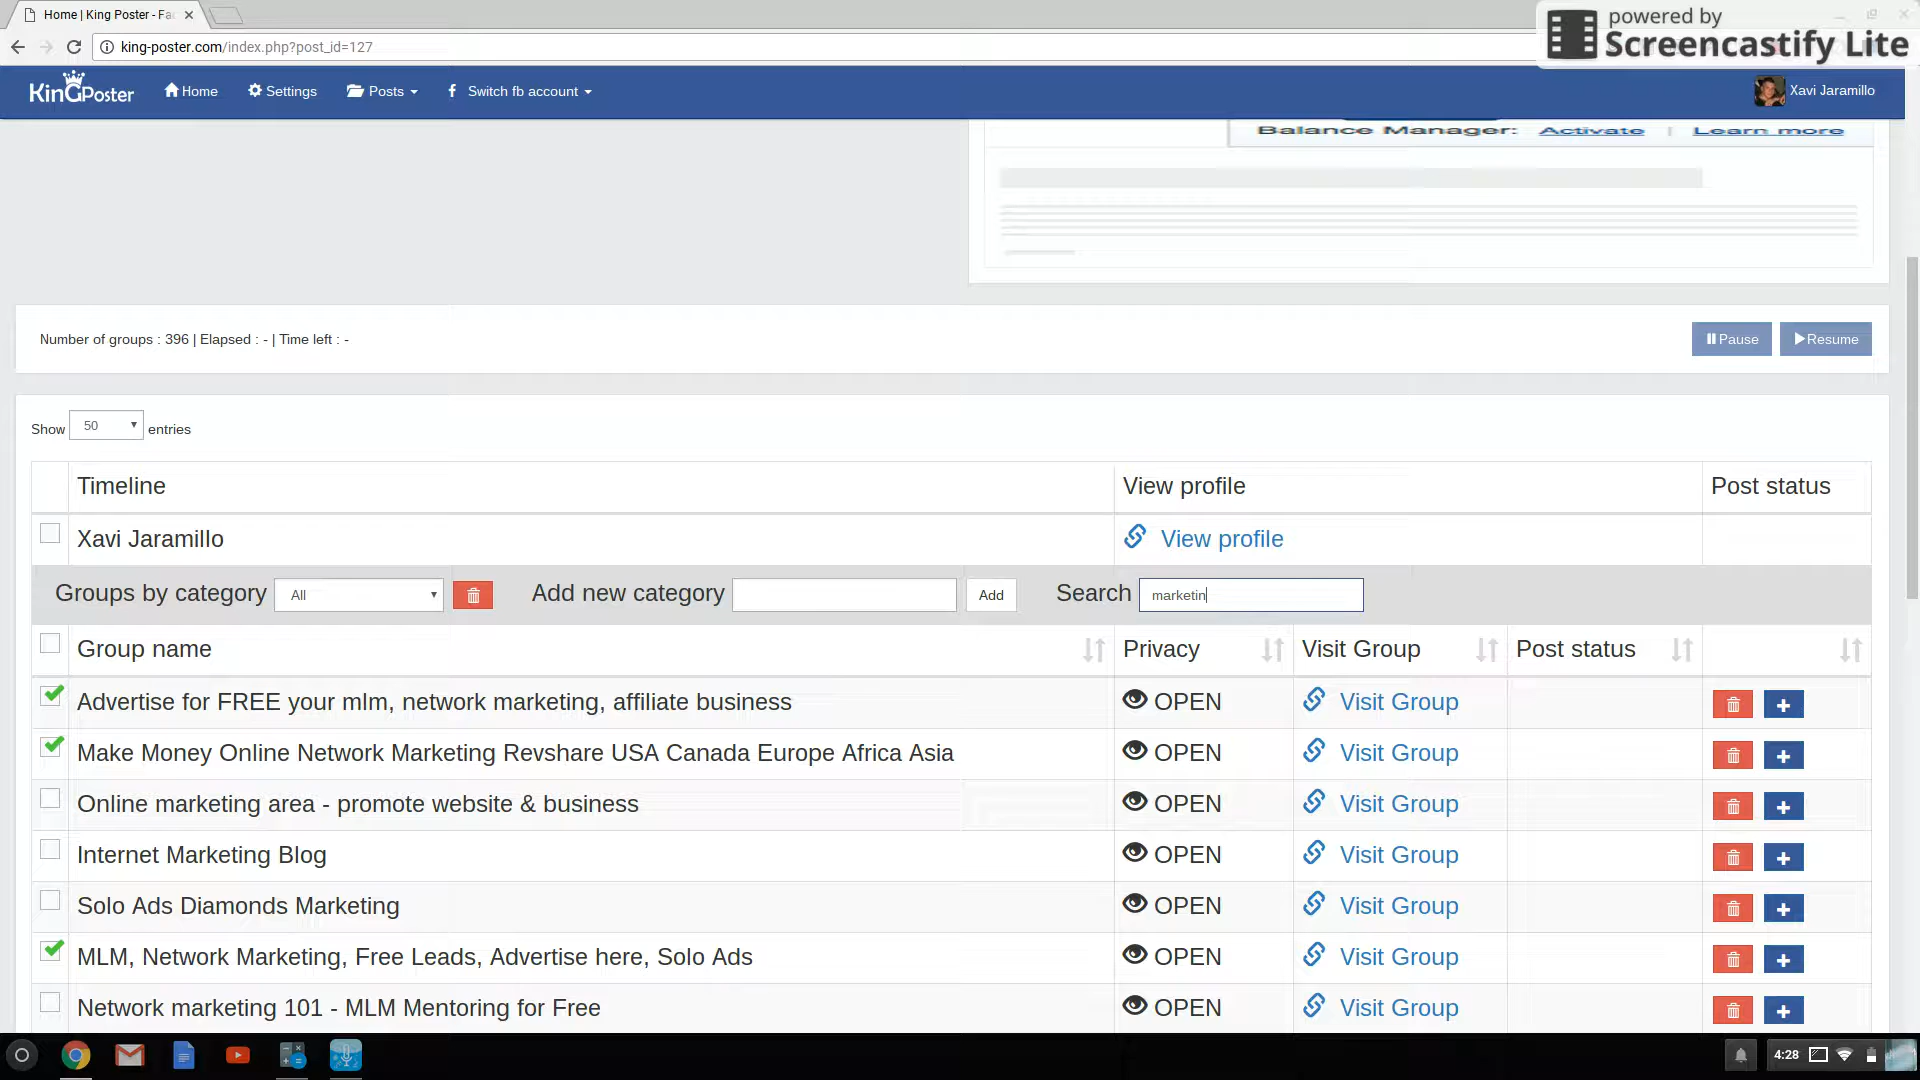 Home | King Poster - Fa
powered by
Screencastify Lite
king-poster.com/index.php?post_id=127
KinGPoster
Home
Settings
Posts
Switch fb account
Xavi Jaramillo
Balance Manager: Activate | Learn more
Number of groups : 396 | Elapsed : - | Time left : -
Pause
Resume
Show 50 entries
Timeline
View profile
Post status
Xavi Jaramillo
View profile
Groups by category All
Add new category
Add
Search marketin
Group name
Privacy
Visit Group
Post status
Advertise for FREE your mlm, network marketing, affiliate business OPEN Visit Group
Make Money Online Network Marketing Revshare USA Canada Europe Africa Asia OPEN Visit Group
Online marketing area - promote website & business OPEN Visit Group
Internet Marketing Blog OPEN Visit Group
Solo Ads Diamonds Marketing OPEN Visit Group
MLM, Network Marketing, Free Leads, Advertise here, Solo Ads OPEN Visit Group
Network marketing 101 - MLM Mentoring for Free OPEN Visit Group
4:28